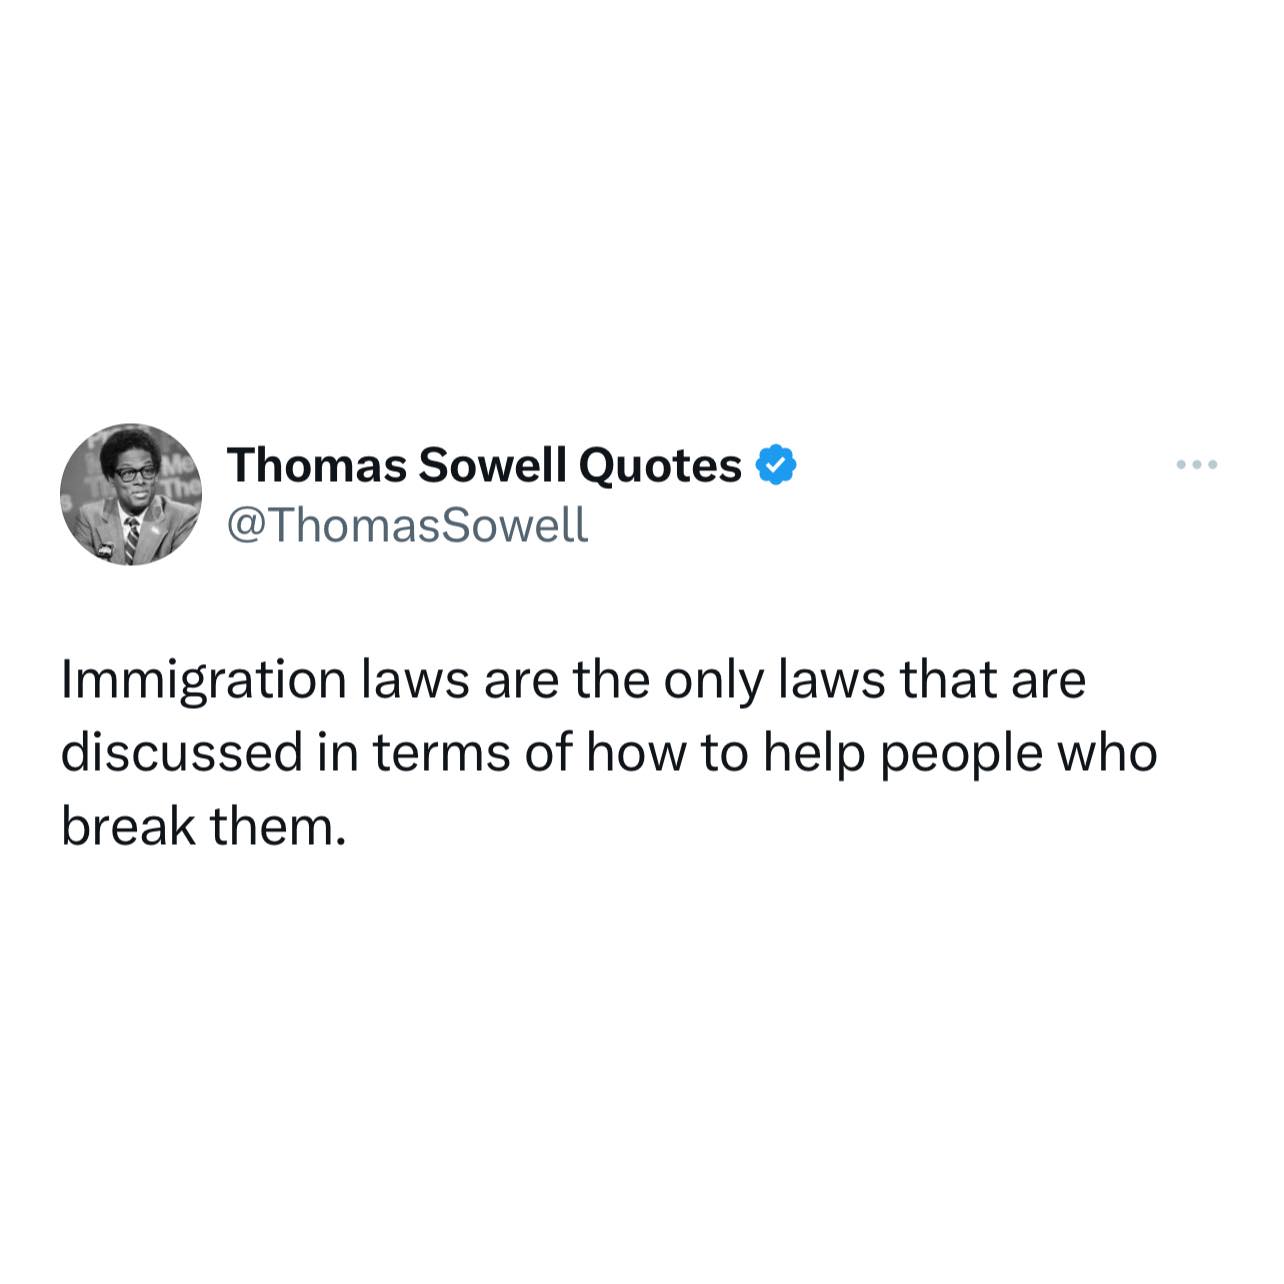 Thomas Sowell Quotes
@ThomasSowell
Immigration laws are the only laws that are
discussed in terms of how to help people who
break them.